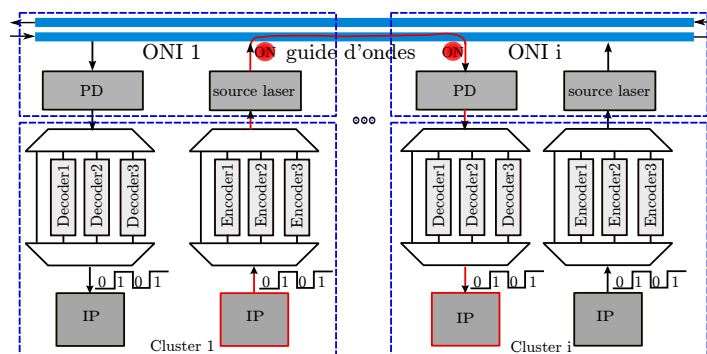 ONI 1
ON
guide d'ondes
ON
ONI i
PD
source laser
PD
source laser
Decoder1
Decoder2
Decoder3
Encoder1
Encoder2
Encoder3
Decoder1
Decoder2
Decoder3
Encoder1
Encoder2
Encoder3
0 1 0 1
0 1 0 1
0 1 0 1
0 1 0 1
IP
IP
IP
IP
Cluster 1
Cluster i